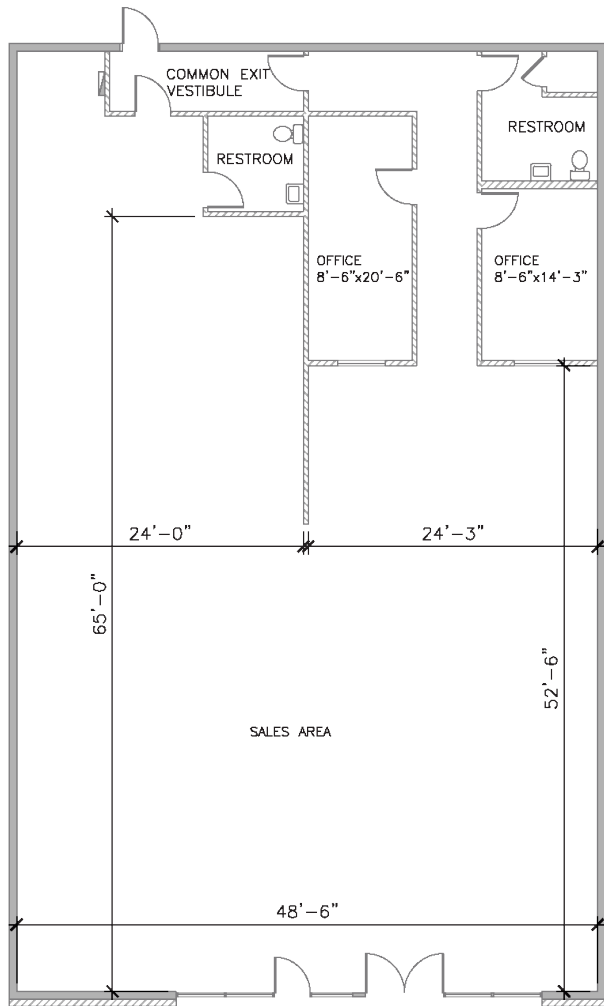 COMMON EXIT
VESTIBULE
RESTROOM
RESTROOM
OFFICE
8'-6"x20'-6"
OFFICE
8'-6"x14'-3"
24'-0"
24'-3"
65'-0"
52'-6"
SALES AREA
48'-6"